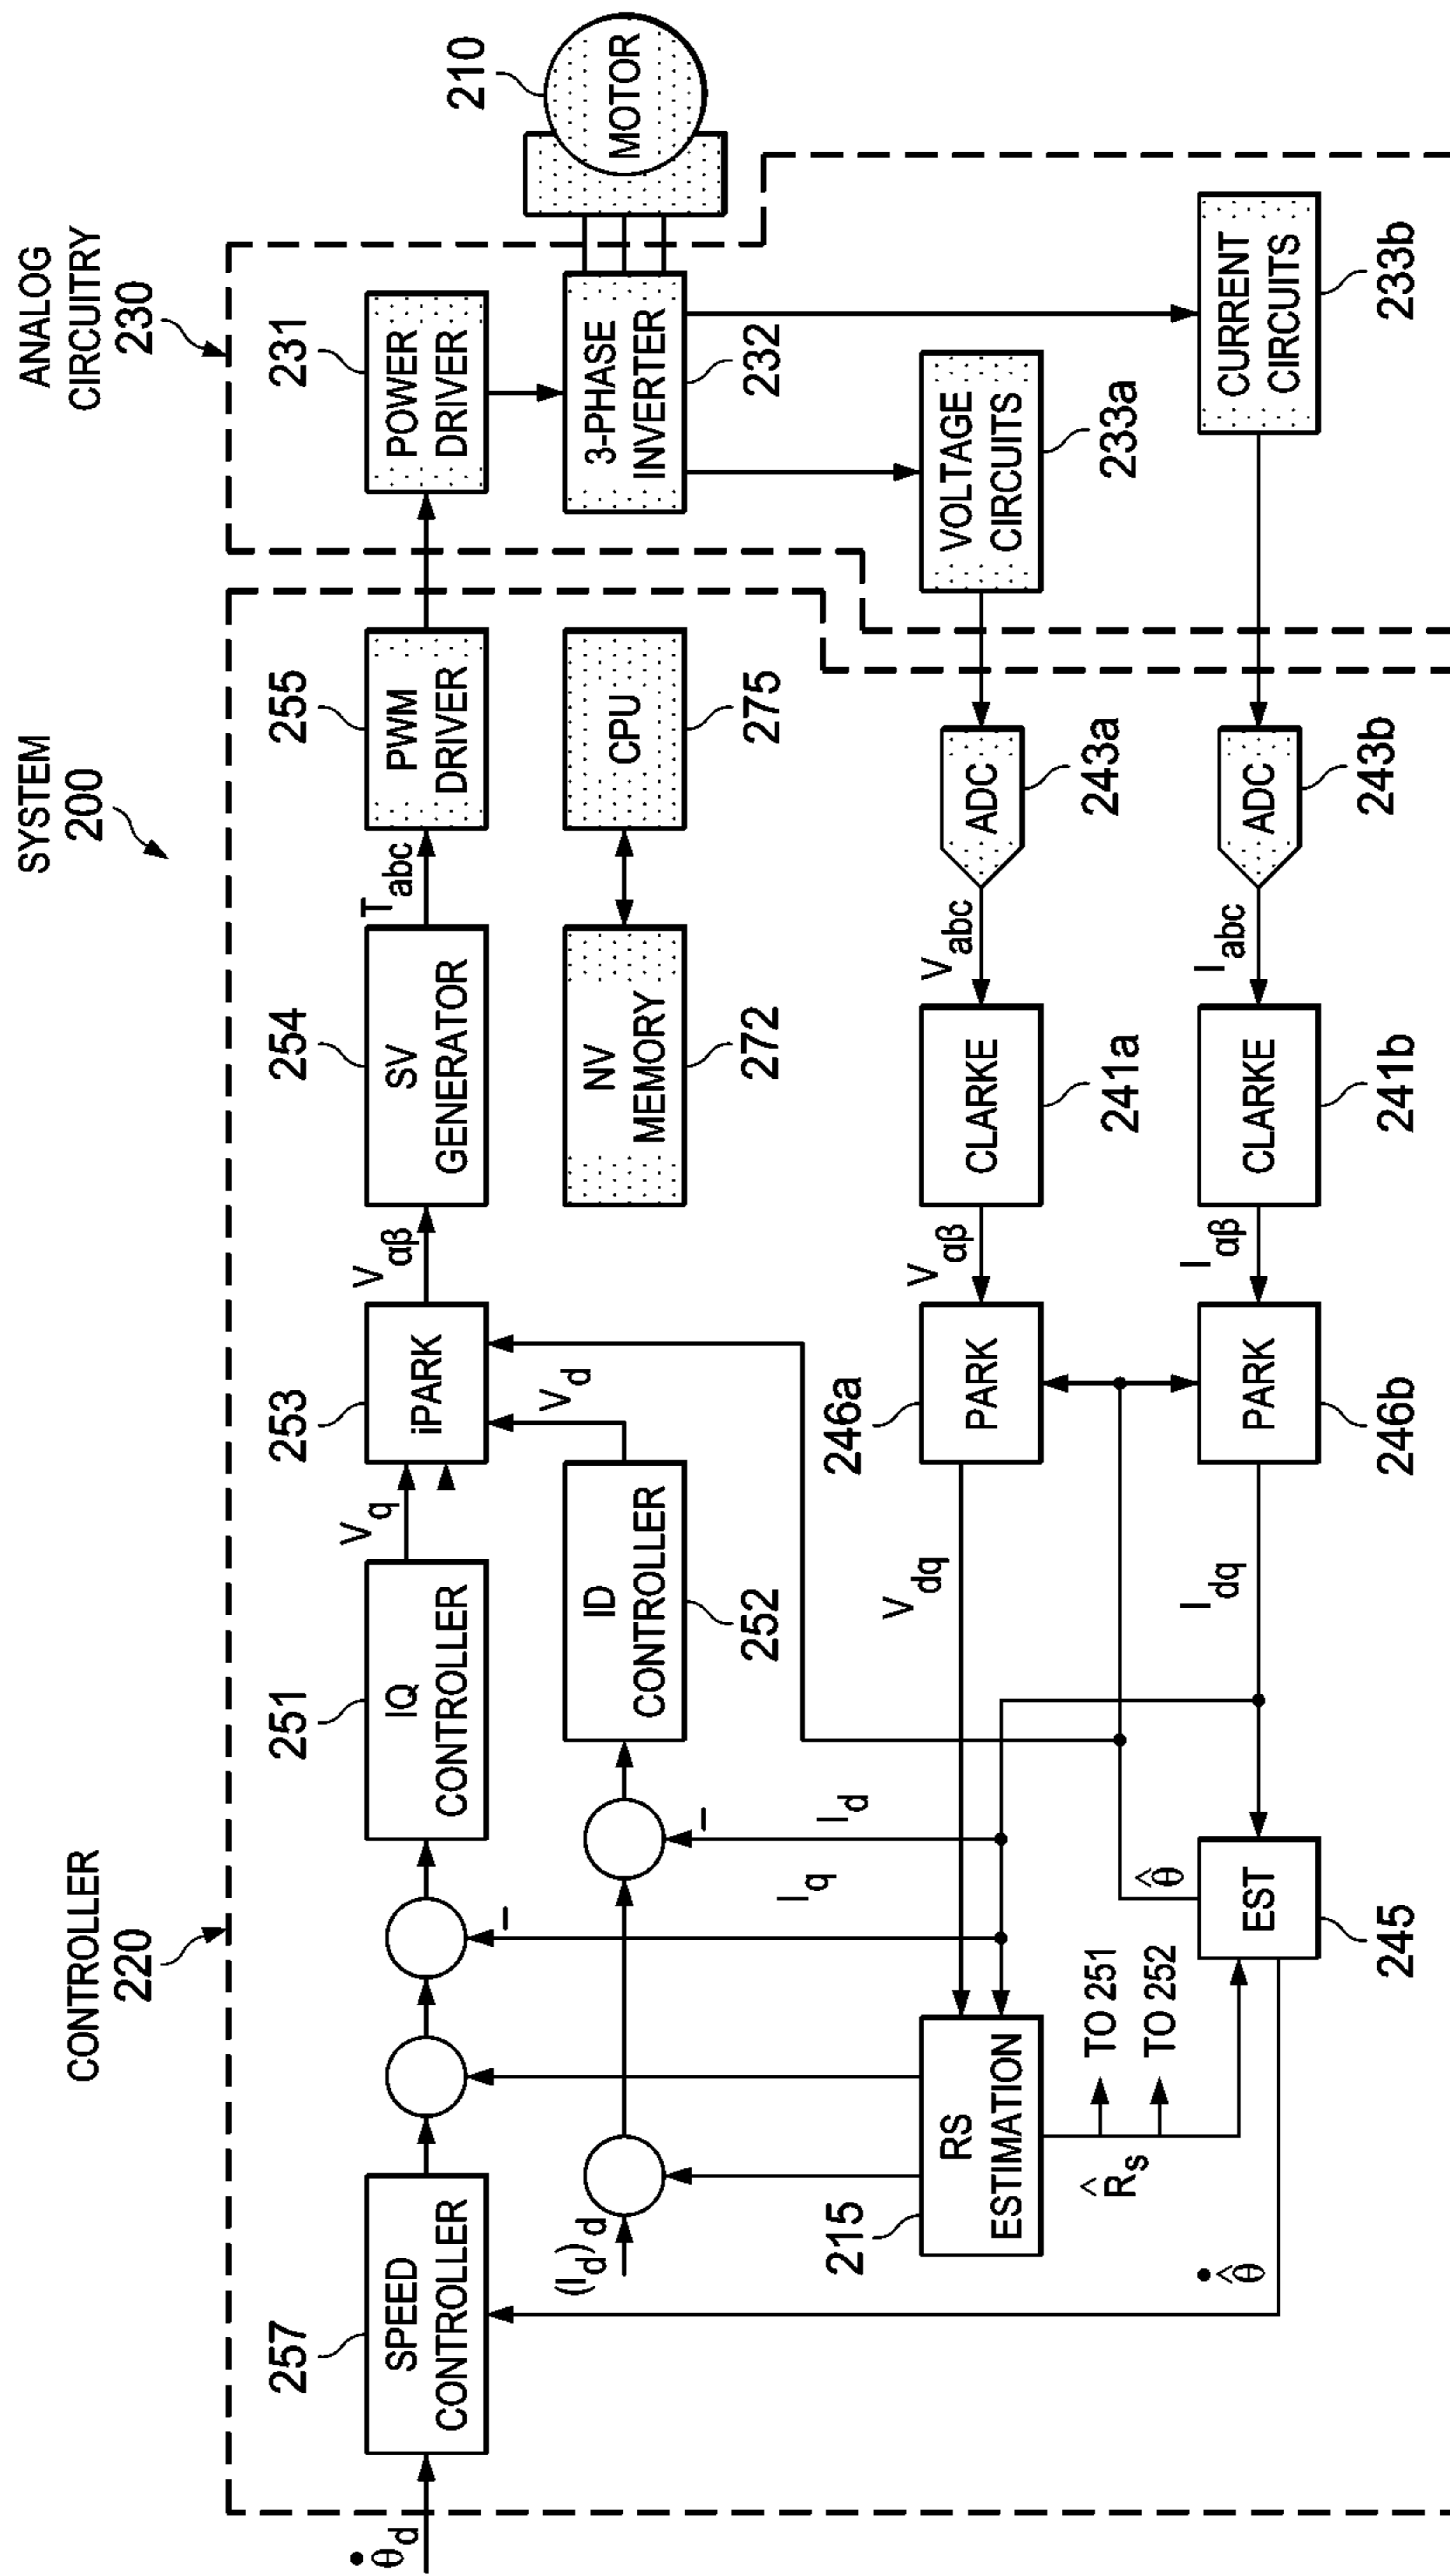 SYSTEM
200
CONTROLLER
220
ANALOG
CIRCUITRY
230
θ̇d
257
SPEED
CONTROLLER
251
IQ
CONTROLLER
Vq
253
iPARK
Vαβ
254
SV
GENERATOR
Tabc
255
PWM
DRIVER
231
POWER
DRIVER
210
MOTOR
(Id)d
–
–
ID
CONTROLLER
252
Vd
NV
MEMORY
272
CPU
275
3-PHASE
INVERTER
232
Iq
Id
215
RS
ESTIMATION
R̂s
TO 251
TO 252
Vdq
246a
PARK
Vαβ
CLARKE
241a
Vabc
ADC
243a
VOLTAGE
CIRCUITS
233a
θ̂̇
θ̂
EST
245
Idq
PARK
246b
Iαβ
CLARKE
241b
Iabc
ADC
243b
CURRENT
CIRCUITS
233b